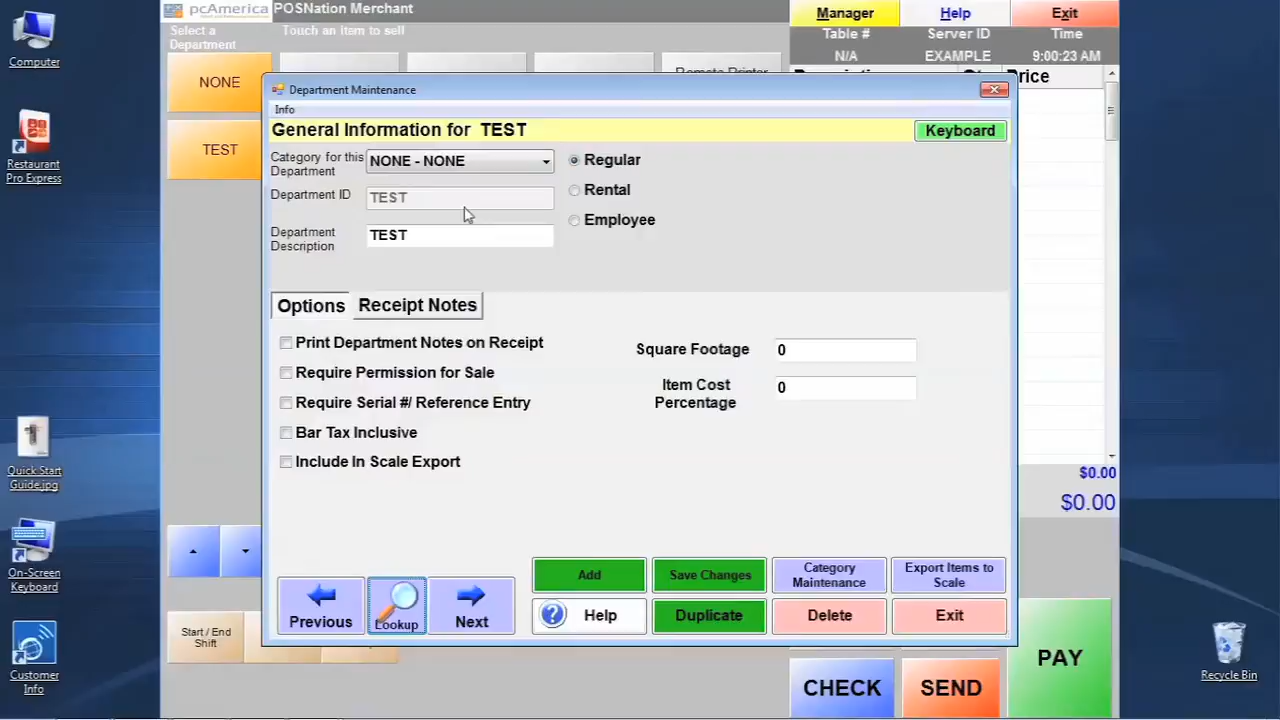 Computer
Restaurant
Pro Express
Quick Start
Guide.jpg
On-Screen
Keyboard
Customer
Info
Recycle Bin
pcAmerica
POSNation Merchant
Select a
Department
Touch an Item to sell
Manager
Help
Exit
Table #
Server ID
Time
N/A
EXAMPLE
9:00:23 AM
NONE
TEST
Price
Department Maintenance
Info
General Information for TEST
Keyboard
Category for this
Department
NONE - NONE
Regular
Department ID
TEST
Rental
Department
Description
TEST
Employee
Options
Receipt Notes
Print Department Notes on Receipt
Require Permission for Sale
Require Serial #/ Reference Entry
Bar Tax Inclusive
Include In Scale Export
Square Footage
0
Item Cost
Percentage
0
Previous
Lookup
Next
Add
Save Changes
Category
Maintenance
Export Items to
Scale
Help
Duplicate
Delete
Exit
$0.00
$0.00
Start / End
Shift
CHECK
SEND
PAY